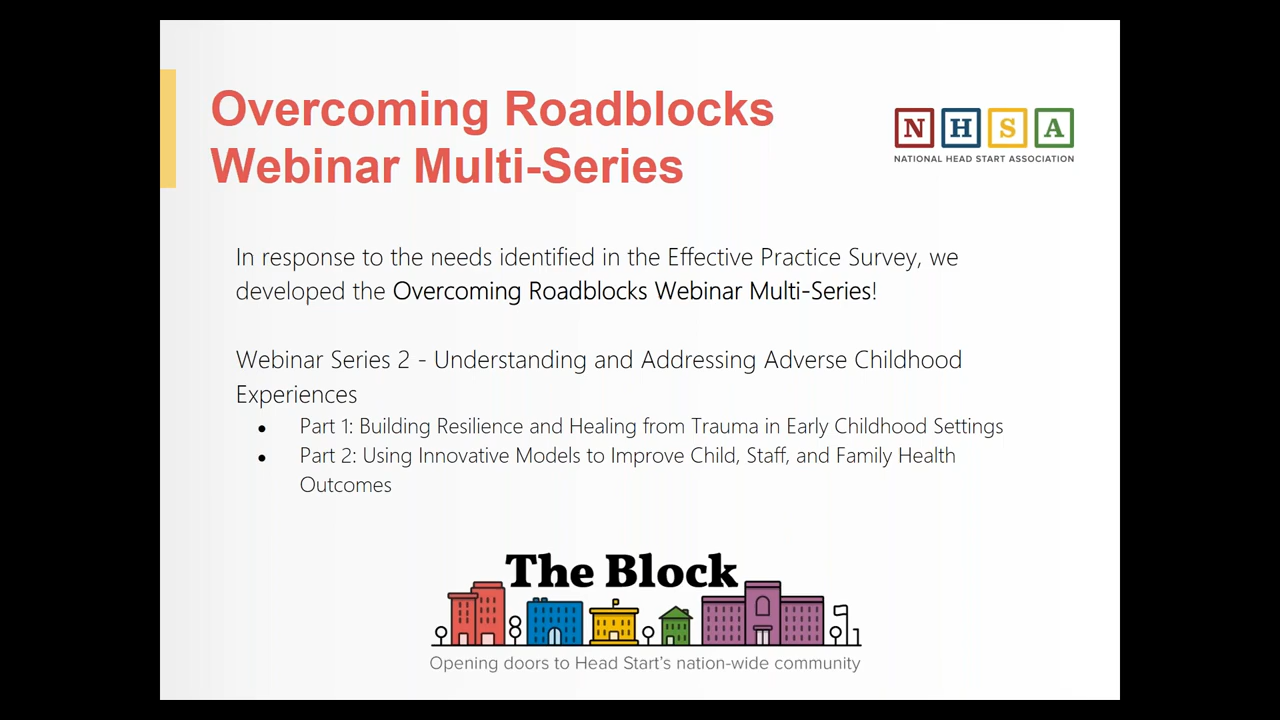 Overcoming Roadblocks
Webinar Multi-Series
N H S A
NATIONAL HEAD START ASSOCIATION
In response to the needs identified in the Effective Practice Survey, we
developed the Overcoming Roadblocks Webinar Multi-Series!
Webinar Series 2 - Understanding and Addressing Adverse Childhood
Experiences
● Part 1: Building Resilience and Healing from Trauma in Early Childhood Settings
● Part 2: Using Innovative Models to Improve Child, Staff, and Family Health
Outcomes
The Block
Opening doors to Head Start's nation-wide community